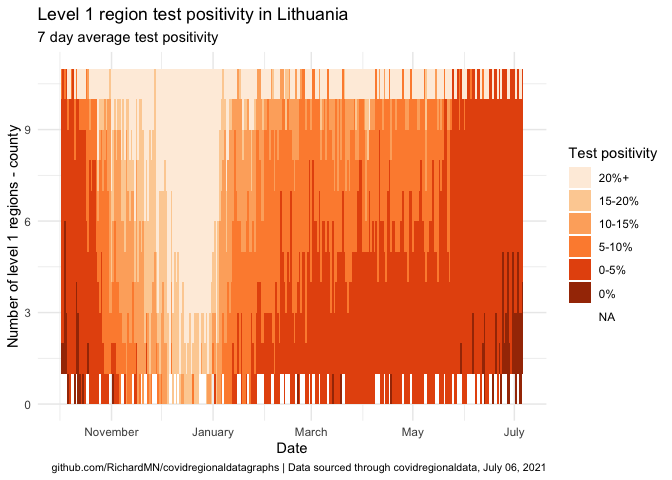 Level 1 region test positivity in Lithuania
7 day average test positivity
Number of level 1 regions - county
9
6
3
0
November
January
March
May
July
Date
Test positivity
20%+
15-20%
10-15%
5-10%
0-5%
0%
NA
github.com/RichardMN/covidregionaldatagraphs | Data sourced through covidregionaldata, July 06, 2021